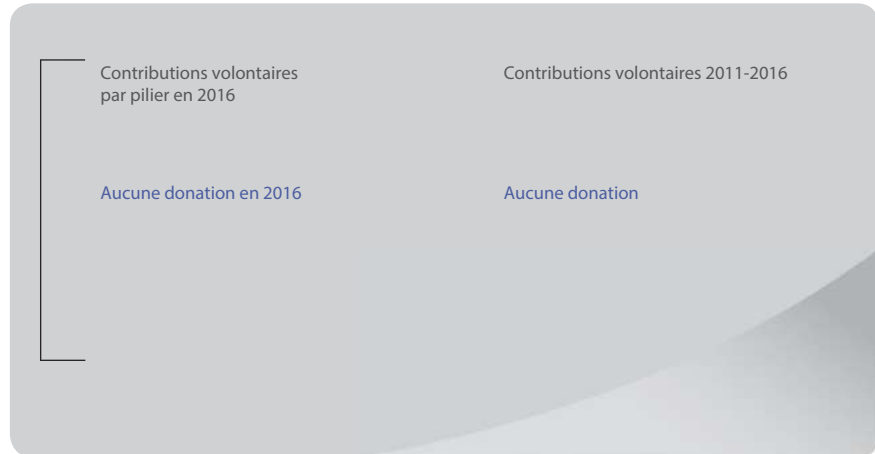 Contributions volontaires
par pilier en 2016
Contributions volontaires 2011-2016
Aucune donation en 2016
Aucune donation